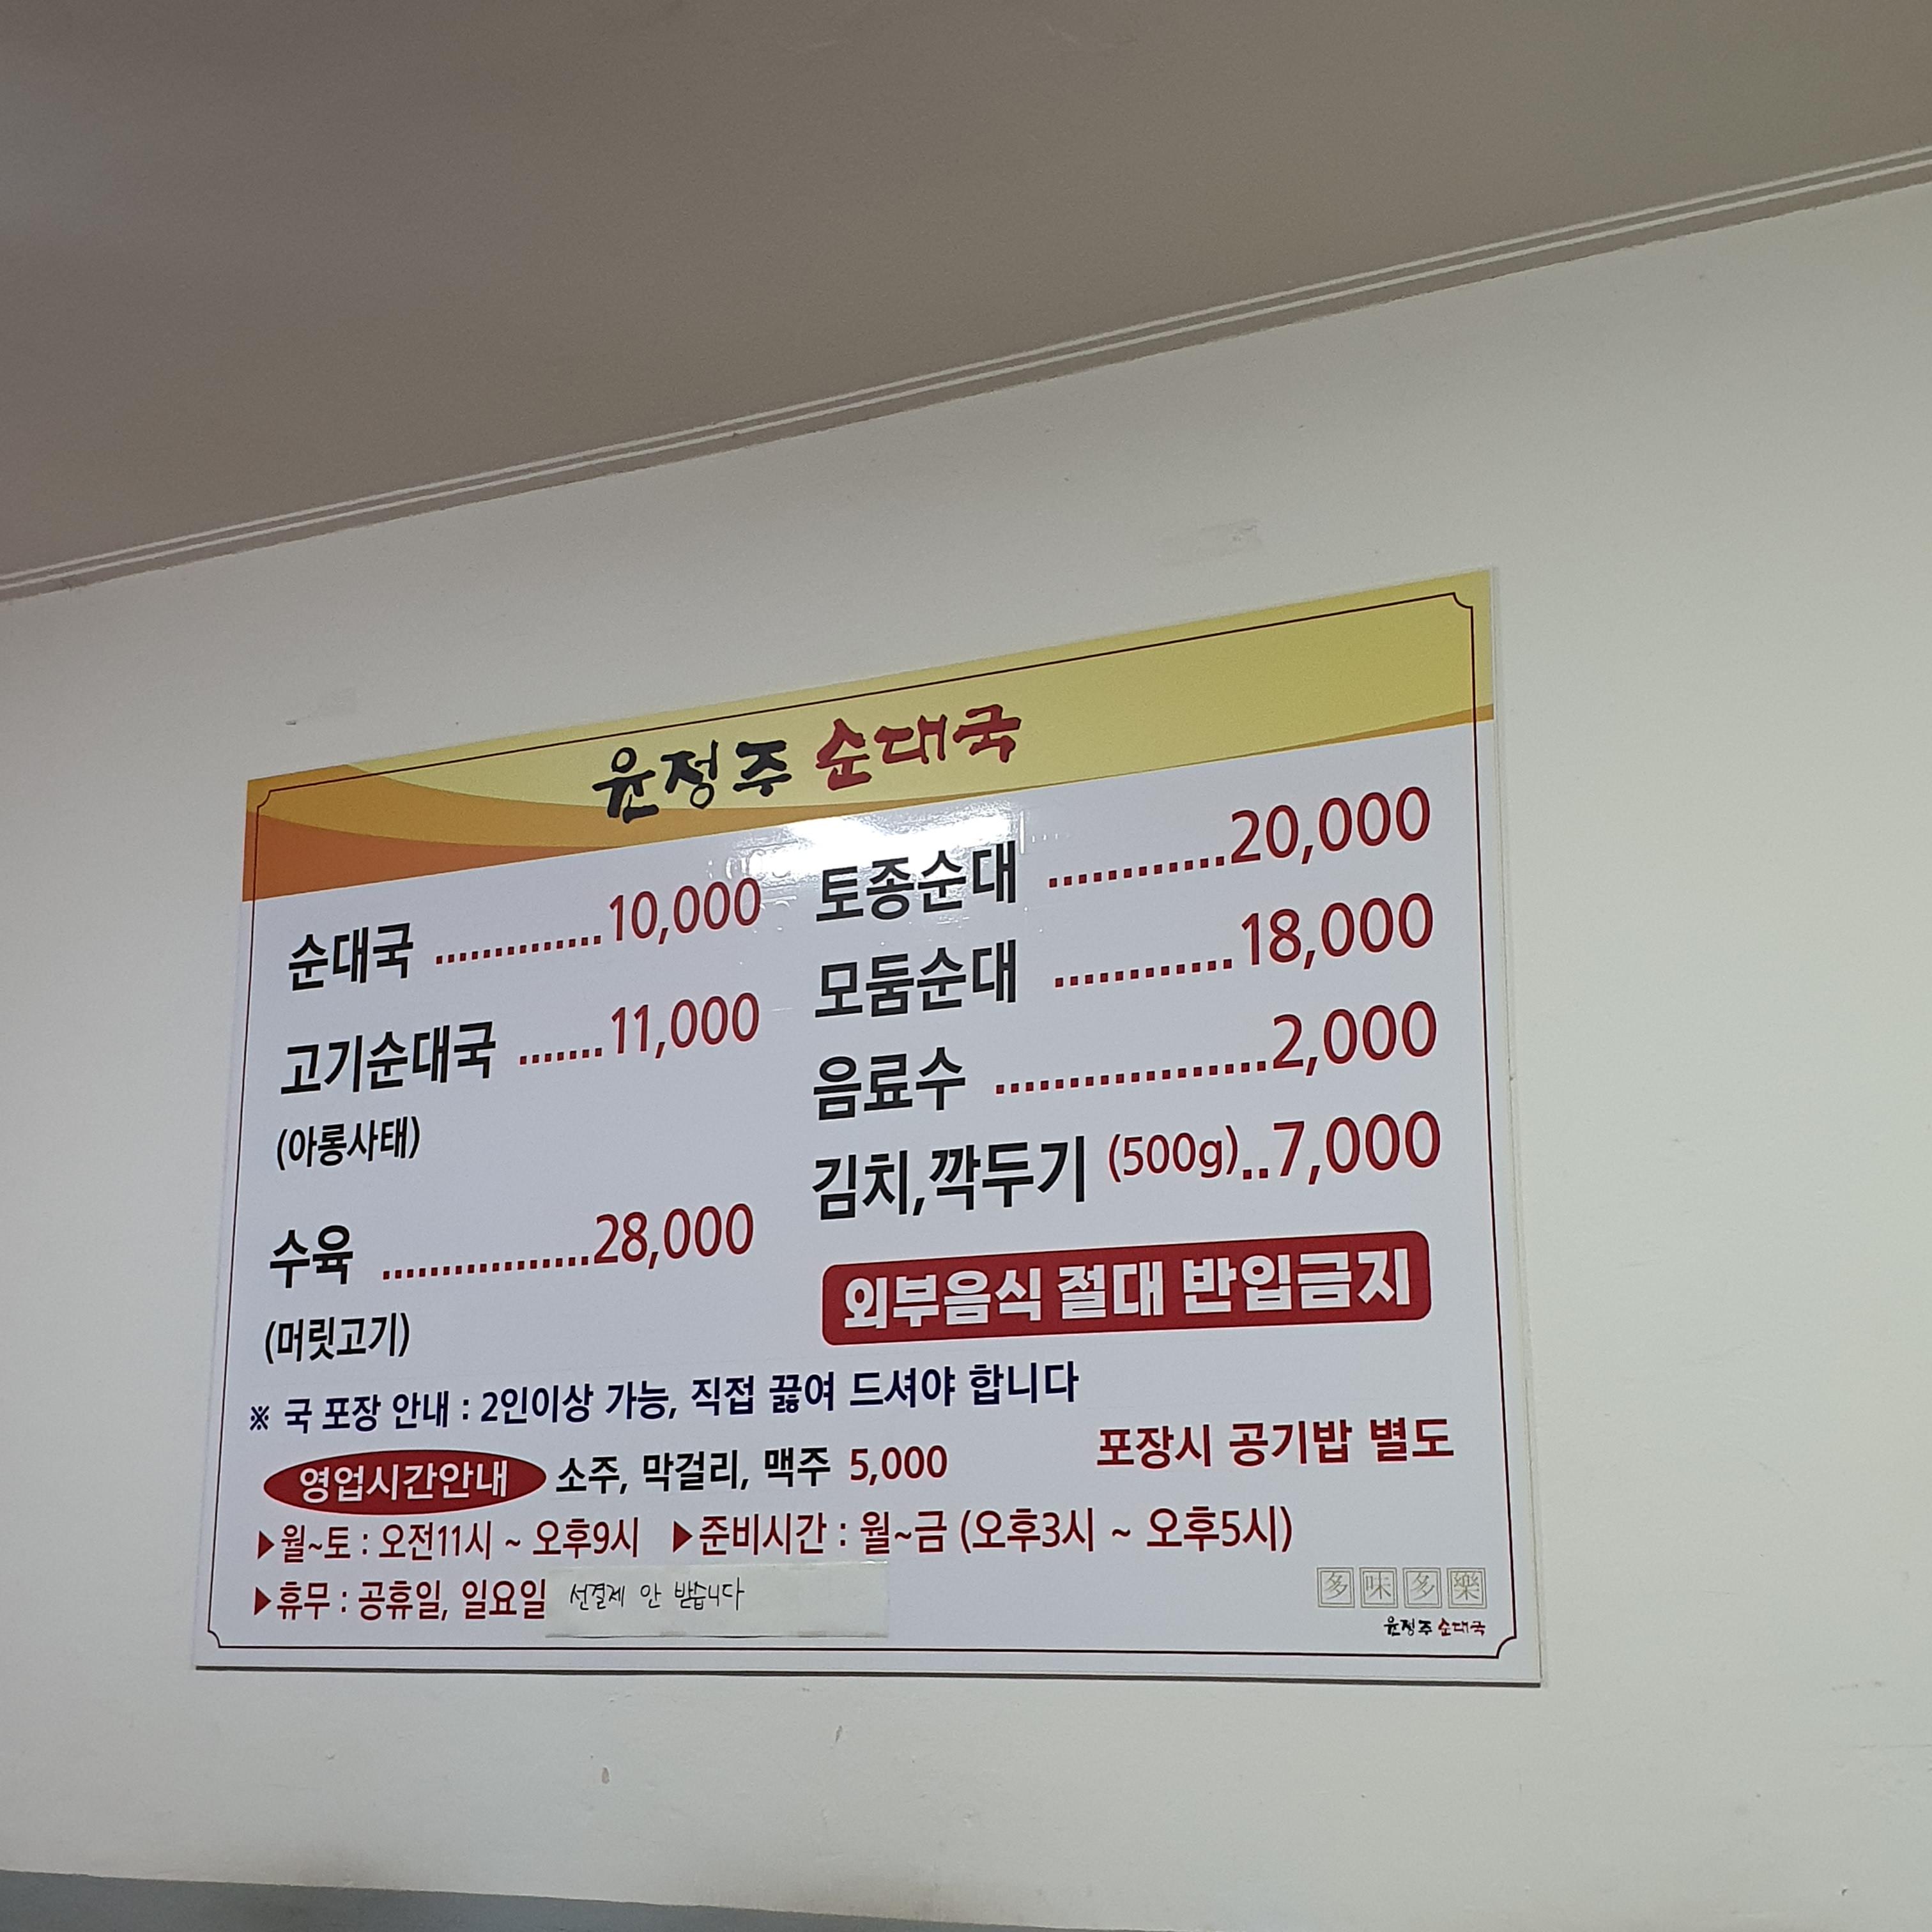 윤정주 순대국
순대국 ..............10,000
고기순대국 .......11,000
(아롱사태)
수육 ..................28,000
(머릿고기)
토종순대 ............20,000
모둠순대 ............18,000
음료수 ..................2,000
김치,깍두기 (500g)..7,000
외부음식 절대 반입금지
※ 국 포장 안내 : 2인이상 가능, 직접 끓여 드셔야 합니다
포장시 공기밥 별도
영업시간안내 소주, 막걸리, 맥주 5,000
▶월~토 : 오전11시 ~ 오후9시 ▶준비시간 : 월~금 (오후3시 ~ 오후5시)
▶휴무 : 공휴일, 일요일 선결제 안 받습니다
多味多樂
윤정주 순대국